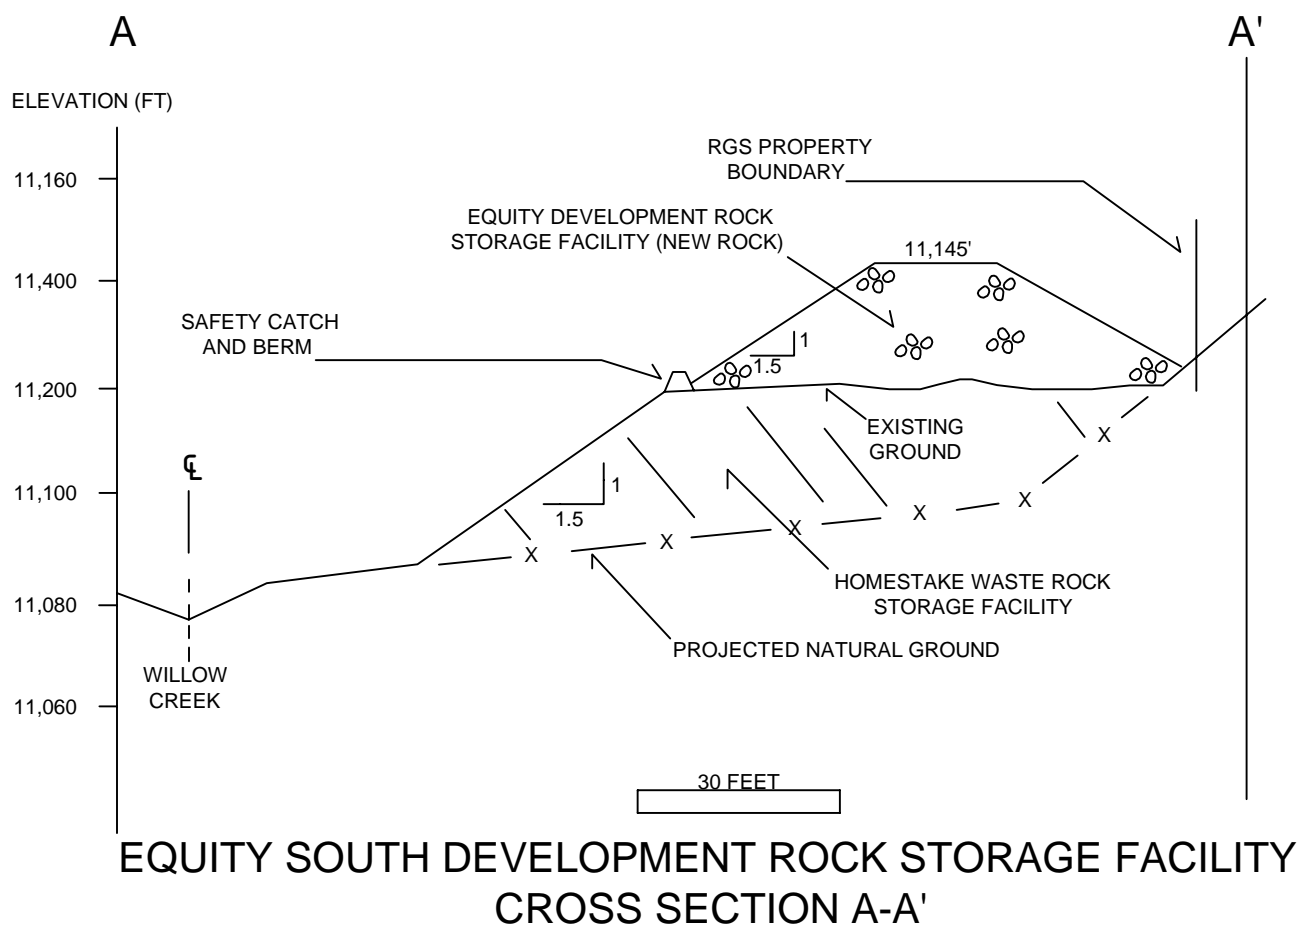 A
A'
ELEVATION (FT)
RGS PROPERTY
BOUNDARY
11,160
EQUITY DEVELOPMENT ROCK
STORAGE FACILITY (NEW ROCK)
11,145'
11,400
SAFETY CATCH
AND BERM
1
1.5
11,200
EXISTING
GROUND
℄
11,100
1
1.5
X
X
X
X
X
X
HOMESTAKE WASTE ROCK
STORAGE FACILITY
11,080
PROJECTED NATURAL GROUND
WILLOW
CREEK
11,060
30 FEET
EQUITY SOUTH DEVELOPMENT ROCK STORAGE FACILITY
CROSS SECTION A-A'